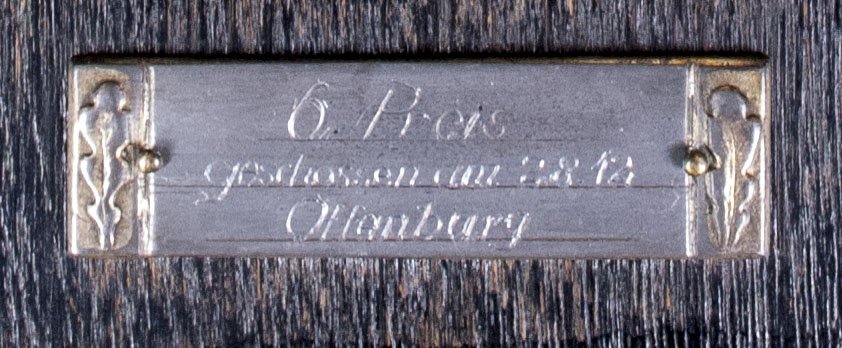 6. Preis
geschossen am 28.12
Offenburg